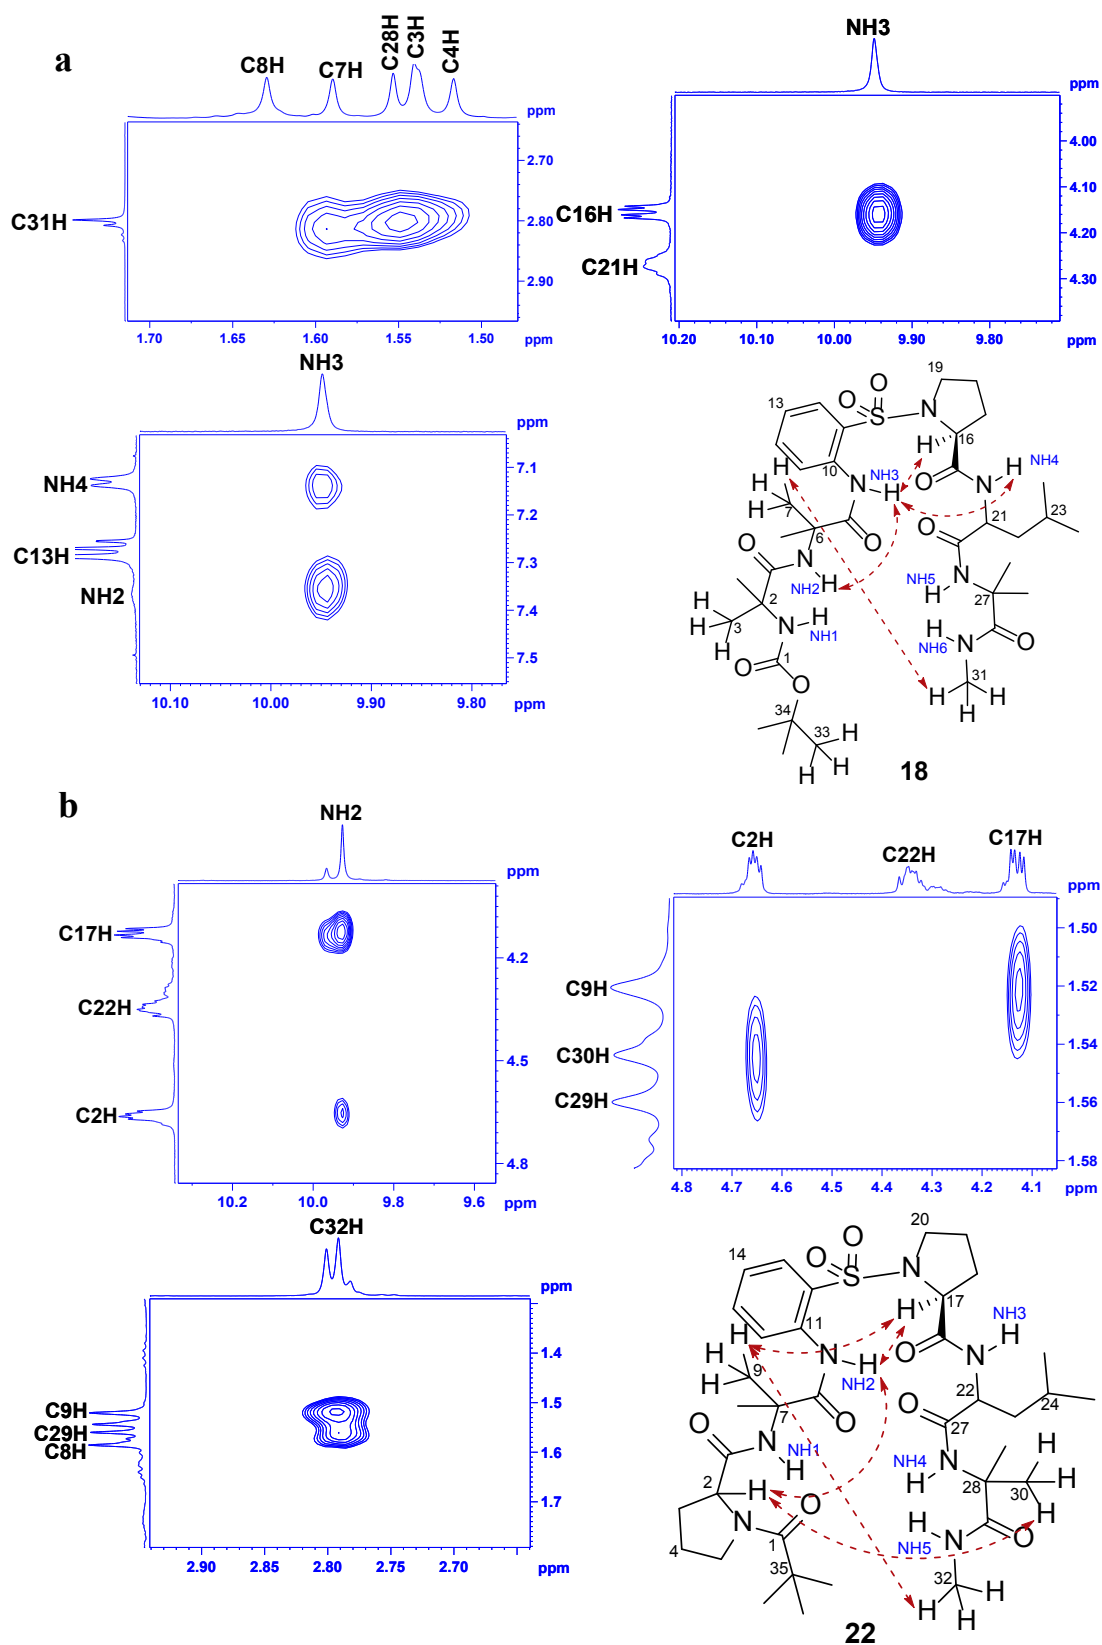 a
C8H C7H C28H C3H C4H
ppm
2.70
C31H 2.80
2.90
1.70 1.65 1.60 1.55 1.50 ppm
NH3
ppm
4.00
4.10
C16H
4.20
C21H
4.30
10.20 10.10 10.00 9.90 9.80 ppm
NH3
ppm
NH4 7.1
7.2
C13H
7.3
NH2
7.4
7.5
10.10 10.00 9.90 9.80 ppm
19
O O
S N
13
H 16
10 NH3 H NH4
H N H O N
H 7
H 6 O O 21 23
O N NH5 N
NH2 H H 27
H 2 H
H 3 N H NH6 N O
H NH1
O 1 31
O H H
H
34 H
33
H H
18
b
NH2
ppm
C17H
4.2
C22H
4.5
C2H
4.8
10.2 10.0 9.8 9.6 ppm
C2H C22H C17H
ppm
1.50
C9H 1.52
C30H 1.54
C29H 1.56
1.58
4.8 4.7 4.6 4.5 4.4 4.3 4.2 4.1 ppm
C32H
ppm
1.4
C9H
C29H 1.5
C8H
1.6
1.7
2.90 2.85 2.80 2.75 2.70 ppm
20
O O
S N
14
H 17 NH3
11 H
H N H O N
H 9 NH2
H 7 O O 22 24
27
O N NH4 N H
NH1 H H 28 H
2 H 30 H
N O H
NH5 N O
4 1 32
35 H H
H
22